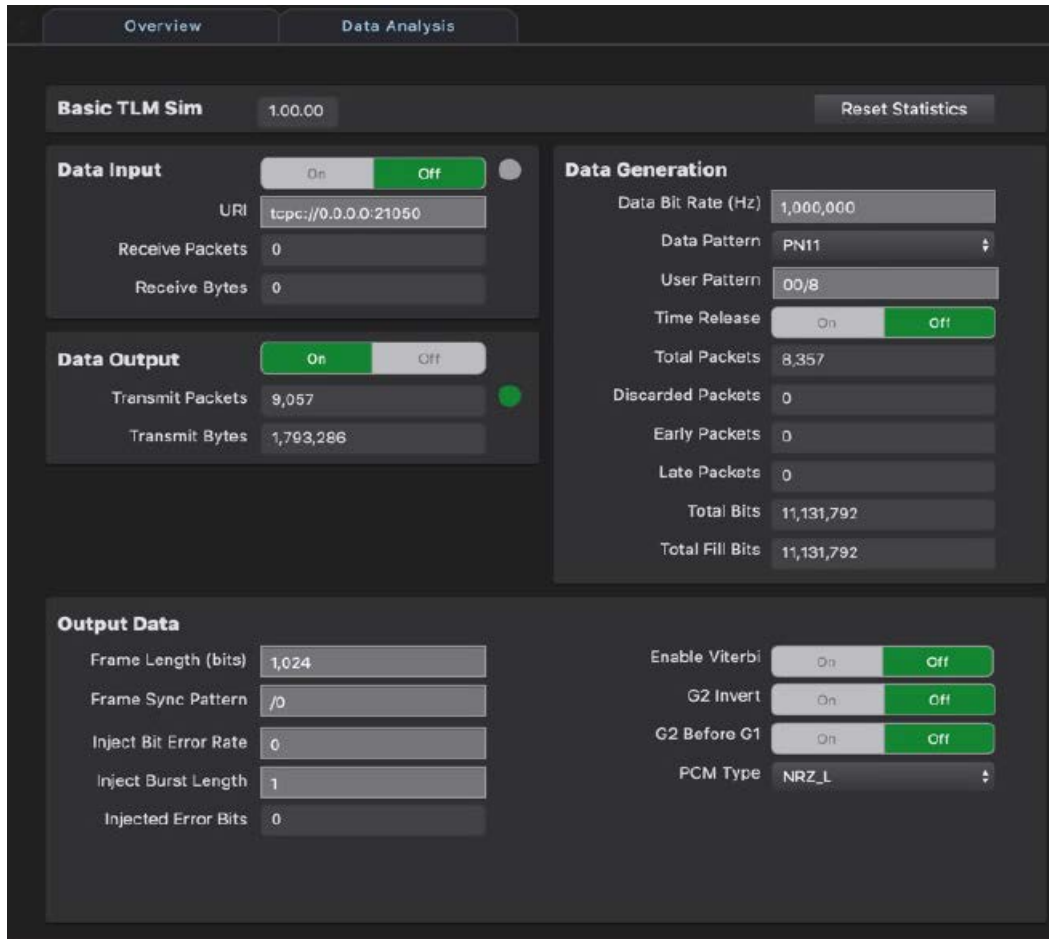 Overview Data Analysis
Basic TLM Sim 1.00.00 Reset Statistics
Data Input On Off
URI tcpc://0.0.0.0:21050
Receive Packets 0
Receive Bytes 0
Data Output On Off
Transmit Packets 9,057
Transmit Bytes 1,793,286
Data Generation
Data Bit Rate (Hz) 1,000,000
Data Pattern PN11
User Pattern 00/8
Time Release On Off
Total Packets 8,357
Discarded Packets 0
Early Packets 0
Late Packets 0
Total Bits 11,131,792
Total Fill Bits 11,131,792
Output Data
Frame Length (bits) 1,024
Frame Sync Pattern /0
Inject Bit Error Rate 0
Inject Burst Length 1
Injected Error Bits 0
Enable Viterbi On Off
G2 Invert On Off
G2 Before G1 On Off
PCM Type NRZ_L